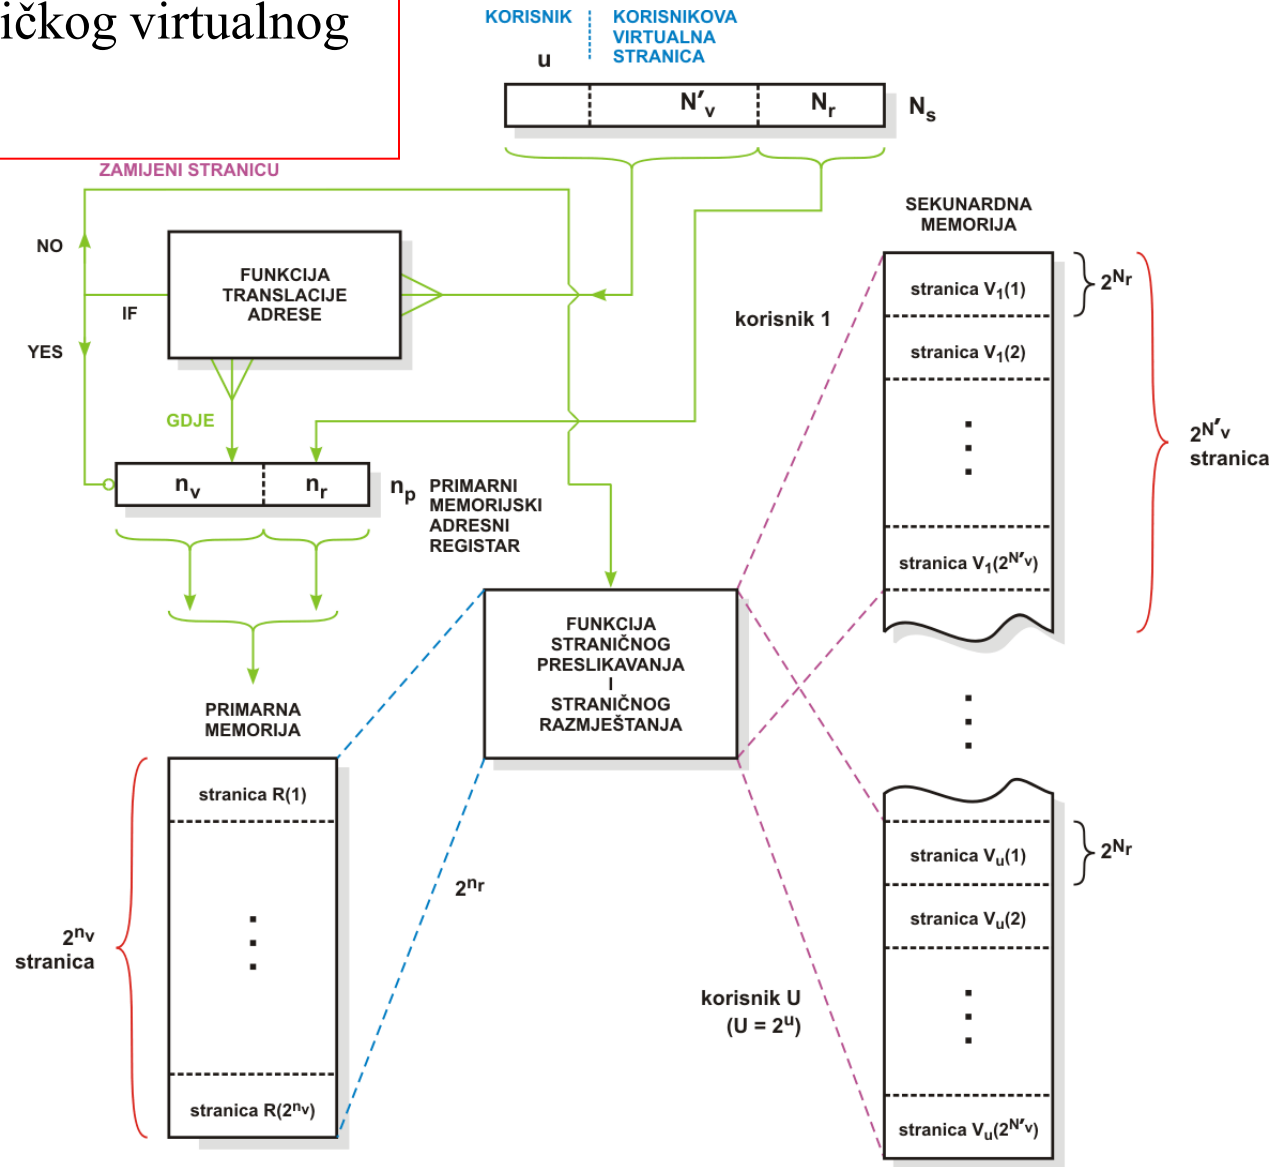 ičkog virtualnog
KORISNIK
KORISNIKOVA
VIRTUALNA
STRANICA
u
N′v
Nr
Ns
ZAMIJENI STRANICU
NO
FUNKCIJA
TRANSLACIJE
ADRESE
IF
YES
GDJE
nv
nr
np
PRIMARNI
MEMORIJSKI
ADRESNI
REGISTAR
SEKUNARDNA
MEMORIJA
stranica V1(1)
2Nr
korisnik 1
stranica V1(2)
2N′v
stranica
stranica V1(2N′v)
FUNKCIJA
STRANIČNOG
PRESLIKAVANJA
I
STRANIČNOG
RAZMJEŠTANJA
PRIMARNA
MEMORIJA
stranica R(1)
2nv
stranica
2nr
stranica R(2nv)
stranica Vu(1)
2Nr
stranica Vu(2)
korisnik U
(U = 2u)
stranica Vu(2N′v)